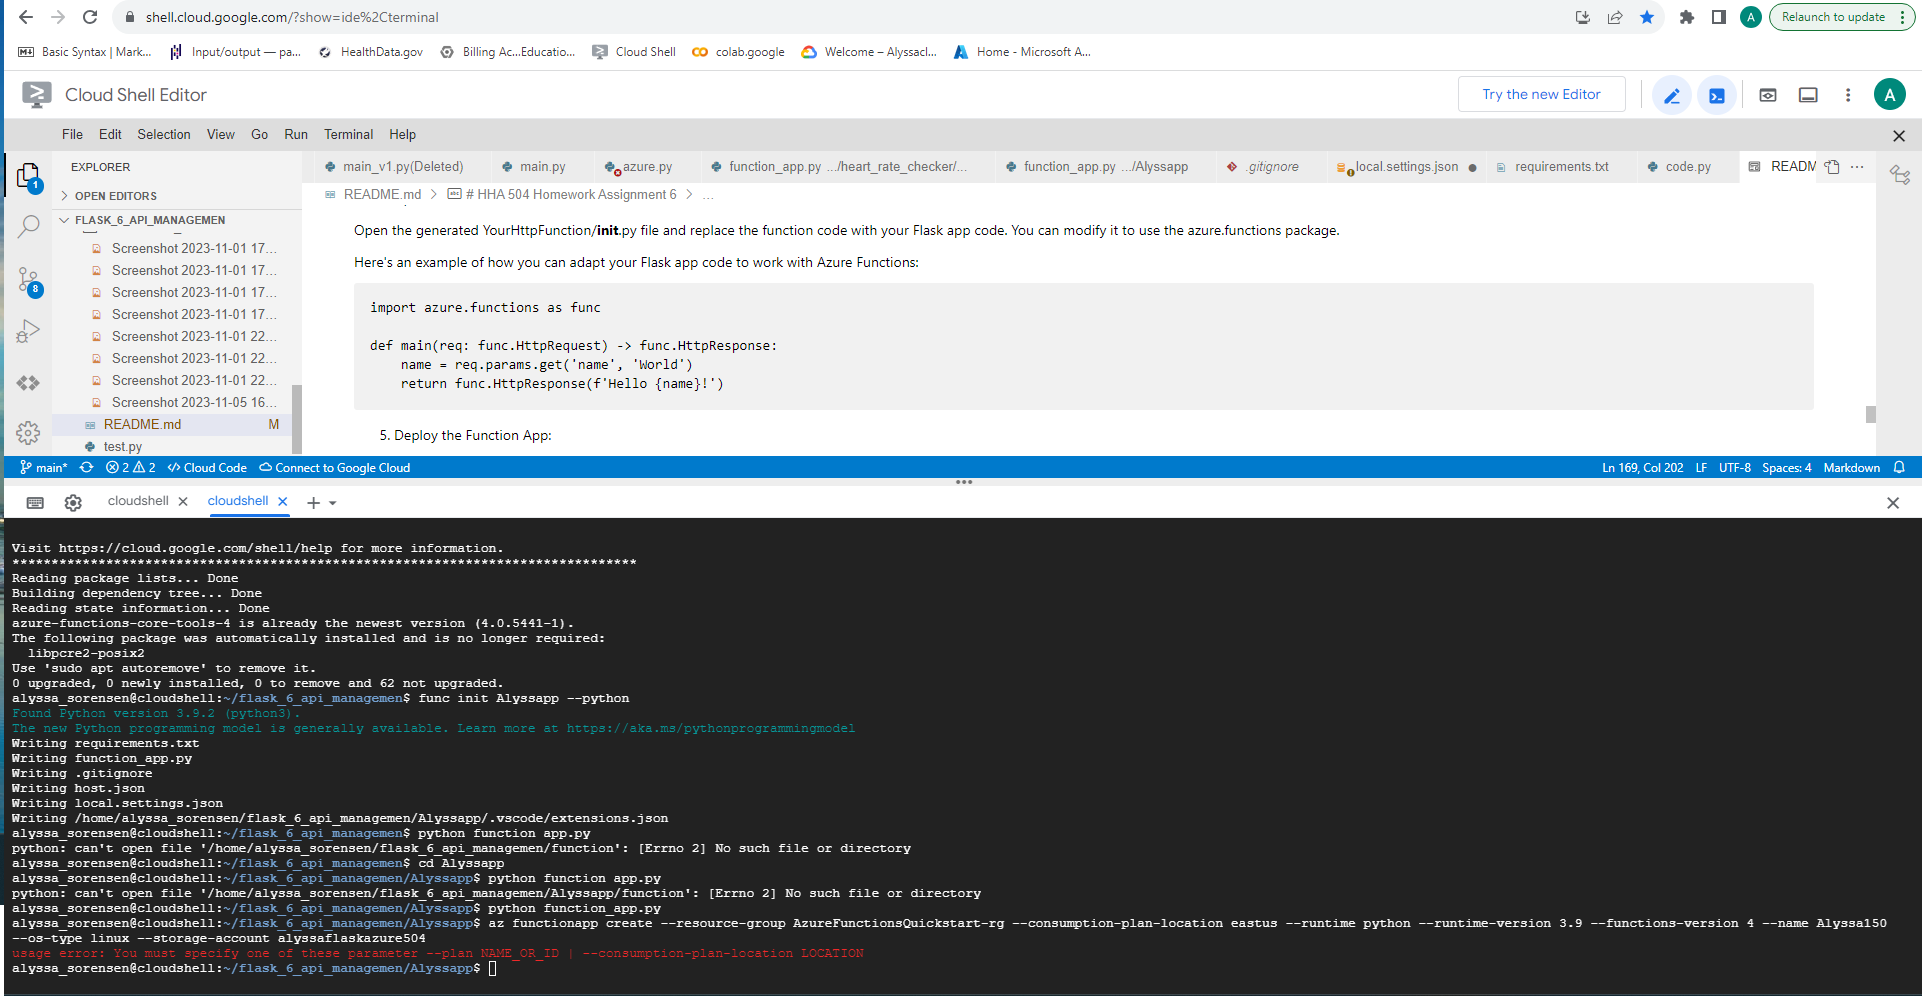 shell.cloud.google.com/?show=ide%2Cterminal
A
Relaunch to update
Basic Syntax | Mark...
Input/output — pa...
HealthData.gov
Billing Ac...Educatio...
Cloud Shell
colab.google
Welcome – Alyssacl...
Home - Microsoft A...
Cloud Shell Editor
Try the new Editor
A
File Edit Selection View Go Run Terminal Help
EXPLORER
main_v1.py(Deleted)
main.py
azure.py
function_app.py .../heart_rate_checker/...
function_app.py .../Alyssapp
.gitignore
local.settings.json
requirements.txt
code.py
READM
1
OPEN EDITORS
README.md > # HHA 504 Homework Assignment 6 > ...
FLASK_6_API_MANAGEMEN
Screenshot 2023-11-01 17...
Screenshot 2023-11-01 17...
Screenshot 2023-11-01 17...
Screenshot 2023-11-01 17...
Screenshot 2023-11-01 22...
Screenshot 2023-11-01 22...
Screenshot 2023-11-01 22...
Screenshot 2023-11-05 16...
README.md M
test.py
8
Open the generated YourHttpFunction/init.py file and replace the function code with your Flask app code. You can modify it to use the azure.functions package.
Here's an example of how you can adapt your Flask app code to work with Azure Functions:
import azure.functions as func
def main(req: func.HttpRequest) -> func.HttpResponse:
name = req.params.get('name', 'World')
return func.HttpResponse(f'Hello {name}!')
5. Deploy the Function App:
main* 2 2 Cloud Code Connect to Google Cloud
Ln 169, Col 202 LF UTF-8 Spaces: 4 Markdown
cloudshell cloudshell
Visit https://cloud.google.com/shell/help for more information.
********************************************************************************
Reading package lists... Done
Building dependency tree... Done
Reading state information... Done
azure-functions-core-tools-4 is already the newest version (4.0.5441-1).
The following package was automatically installed and is no longer required:
libpcre2-posix2
Use 'sudo apt autoremove' to remove it.
0 upgraded, 0 newly installed, 0 to remove and 62 not upgraded.
alyssa_sorensen@cloudshell:~/flask_6_api_managemen$ func init Alyssapp --python
Found Python version 3.9.2 (python3).
The new Python programming model is generally available. Learn more at https://aka.ms/pythonprogrammingmodel
Writing requirements.txt
Writing function_app.py
Writing .gitignore
Writing host.json
Writing local.settings.json
Writing /home/alyssa_sorensen/flask_6_api_managemen/Alyssapp/.vscode/extensions.json
alyssa_sorensen@cloudshell:~/flask_6_api_managemen$ python function app.py
python: can't open file '/home/alyssa_sorensen/flask_6_api_managemen/function': [Errno 2] No such file or directory
alyssa_sorensen@cloudshell:~/flask_6_api_managemen$ cd Alyssapp
alyssa_sorensen@cloudshell:~/flask_6_api_managemen/Alyssapp$ python function app.py
python: can't open file '/home/alyssa_sorensen/flask_6_api_managemen/Alyssapp/function': [Errno 2] No such file or directory
alyssa_sorensen@cloudshell:~/flask_6_api_managemen/Alyssapp$ python function_app.py
alyssa_sorensen@cloudshell:~/flask_6_api_managemen/Alyssapp$ az functionapp create --resource-group AzureFunctionsQuickstart-rg --consumption-plan-location eastus --runtime python --runtime-version 3.9 --functions-version 4 --name Alyssa150
--os-type linux --storage-account alyssaflaskazure504
usage error: You must specify one of these parameter --plan NAME_OR_ID | --consumption-plan-location LOCATION
alyssa_sorensen@cloudshell:~/flask_6_api_managemen/Alyssapp$